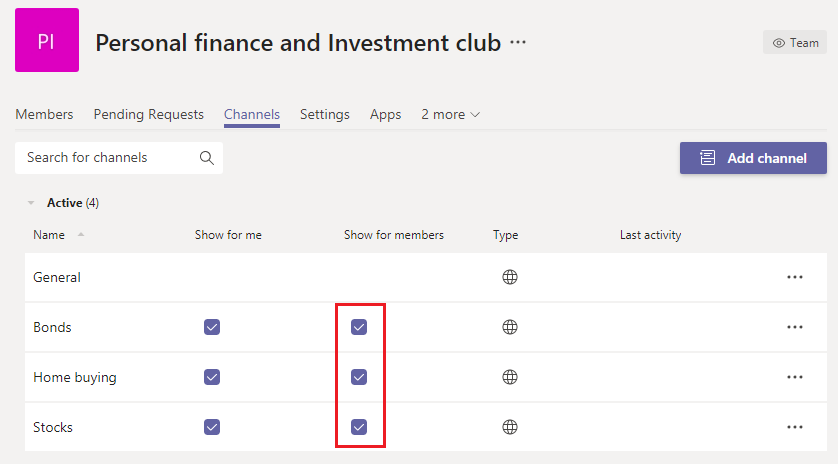 PI
Personal finance and Investment club ...
Team
Members Pending Requests Channels Settings Apps 2 more
Search for channels
Add channel
Active (4)
Name Show for me Show for members Type Last activity
General
Bonds
Home buying
Stocks